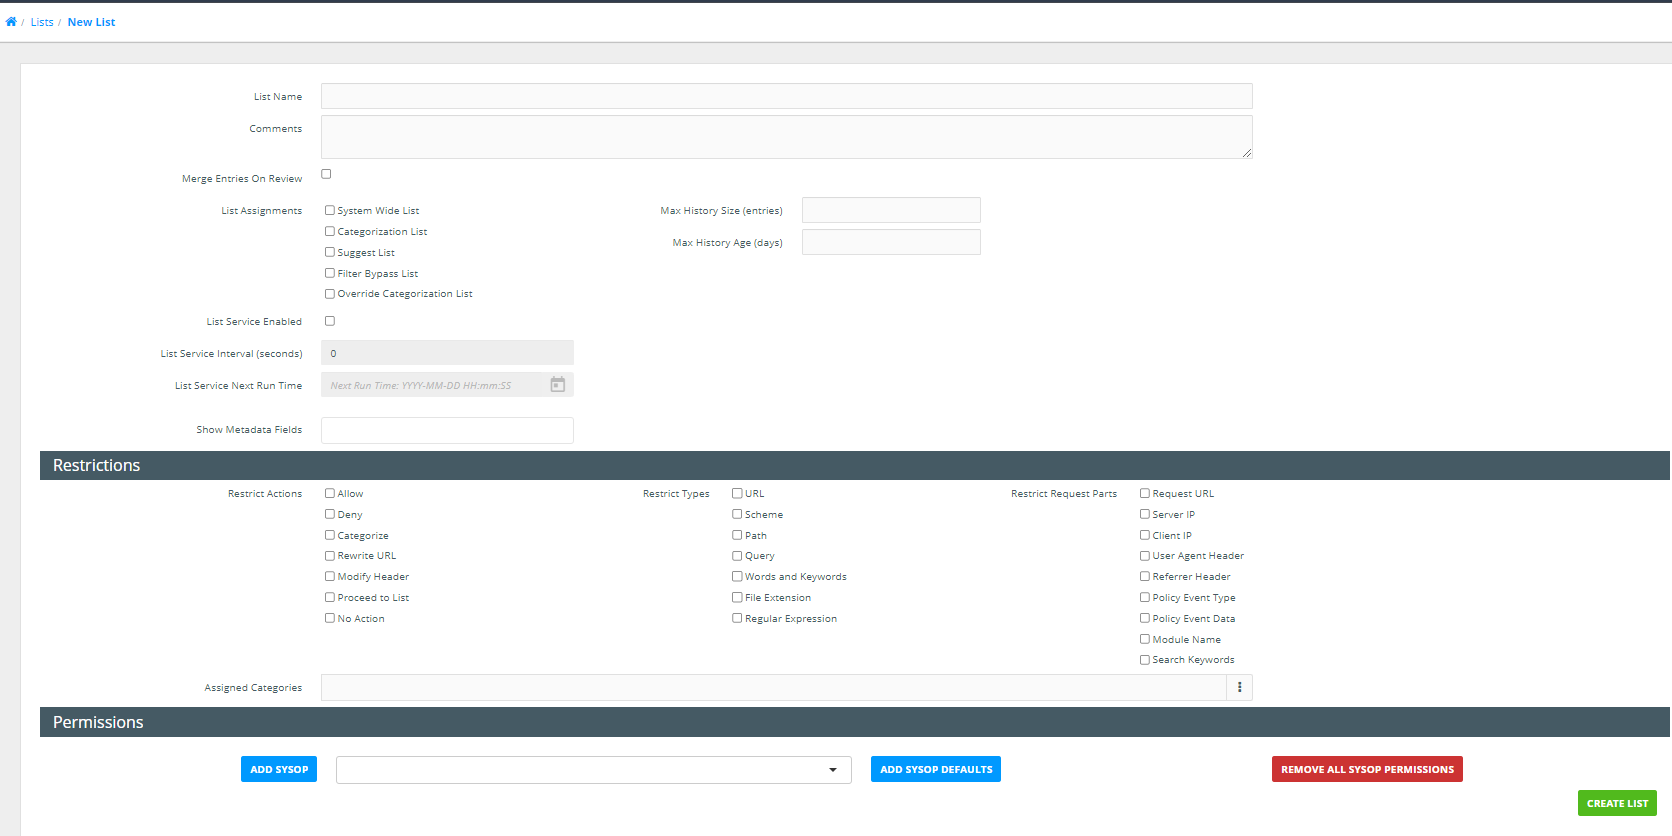 / Lists / New List
List Name
Comments
Merge Entries On Review
List Assignments
System Wide List
Categorization List
Suggest List
Filter Bypass List
Override Categorization List
Max History Size (entries)
Max History Age (days)
List Service Enabled
List Service Interval (seconds) 0
List Service Next Run Time Next Run Time: YYYY-MM-DD HH:mm:SS
Show Metadata Fields
Restrictions
Restrict Actions
Allow
Deny
Categorize
Rewrite URL
Modify Header
Proceed to List
No Action
Restrict Types
URL
Scheme
Path
Query
Words and Keywords
File Extension
Regular Expression
Restrict Request Parts
Request URL
Server IP
Client IP
User Agent Header
Referrer Header
Policy Event Type
Policy Event Data
Module Name
Search Keywords
Assigned Categories
Permissions
ADD SYSOP
ADD SYSOP DEFAULTS
REMOVE ALL SYSOP PERMISSIONS
CREATE LIST